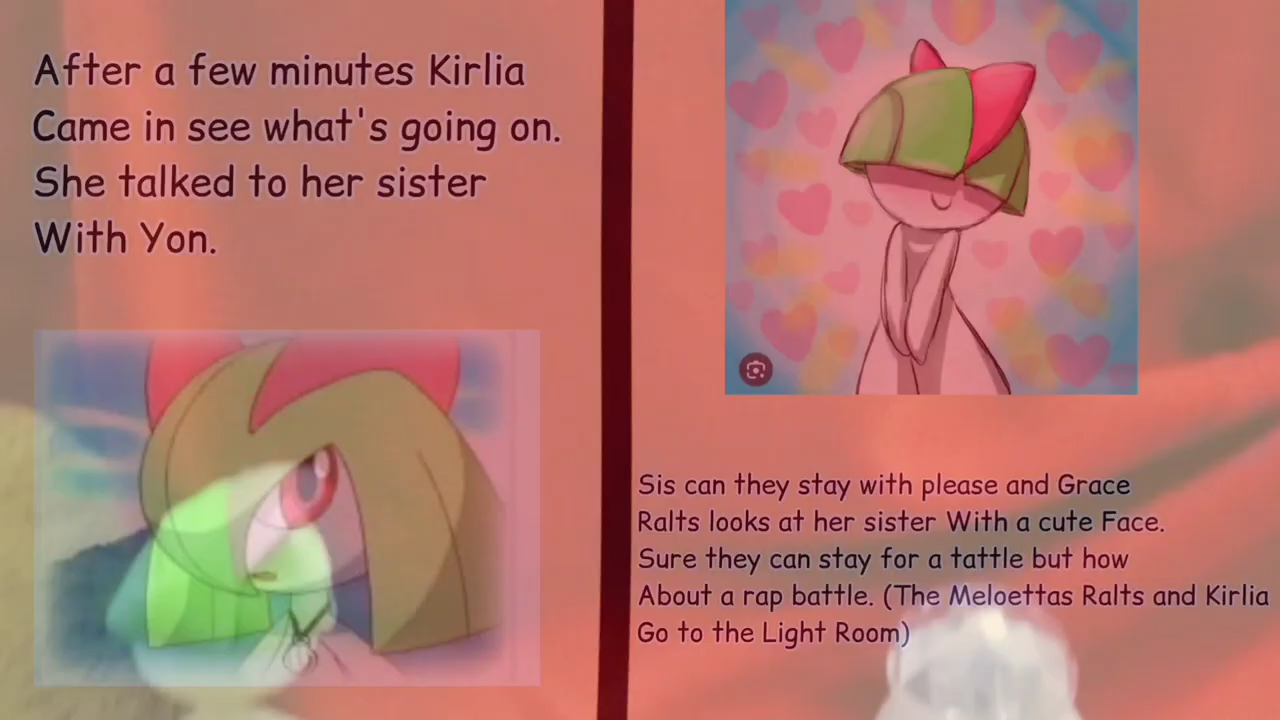 After a few minutes Kirlia
Came in see what's going on.
She talked to her sister
With Yon.
Sis can they stay with please and Grace
Ralts looks at her sister With a cute Face.
Sure they can stay for a tattle but how
About a rap battle. (The Meloettas Ralts and Kirlia
Go to the Light Room)